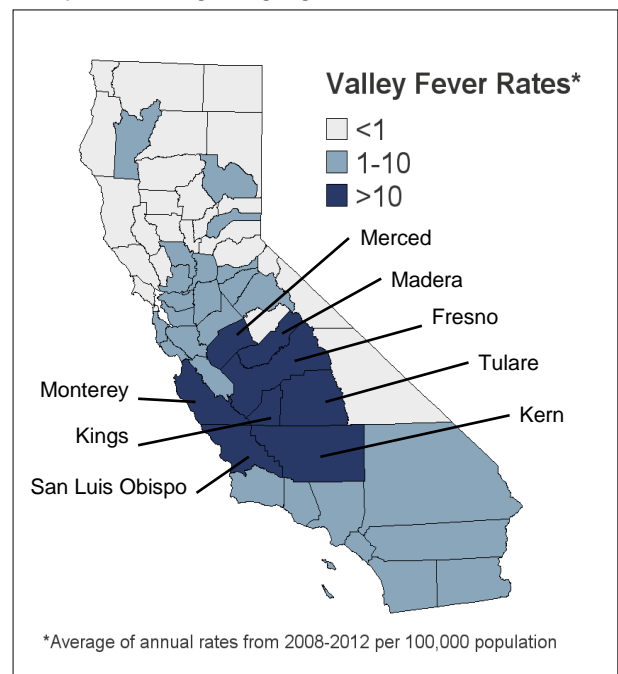 Valley Fever Rates*
<1
1-10
>10
Merced
Madera
Fresno
Tulare
Monterey
Kern
Kings
San Luis Obispo
*Average of annual rates from 2008-2012 per 100,000 population